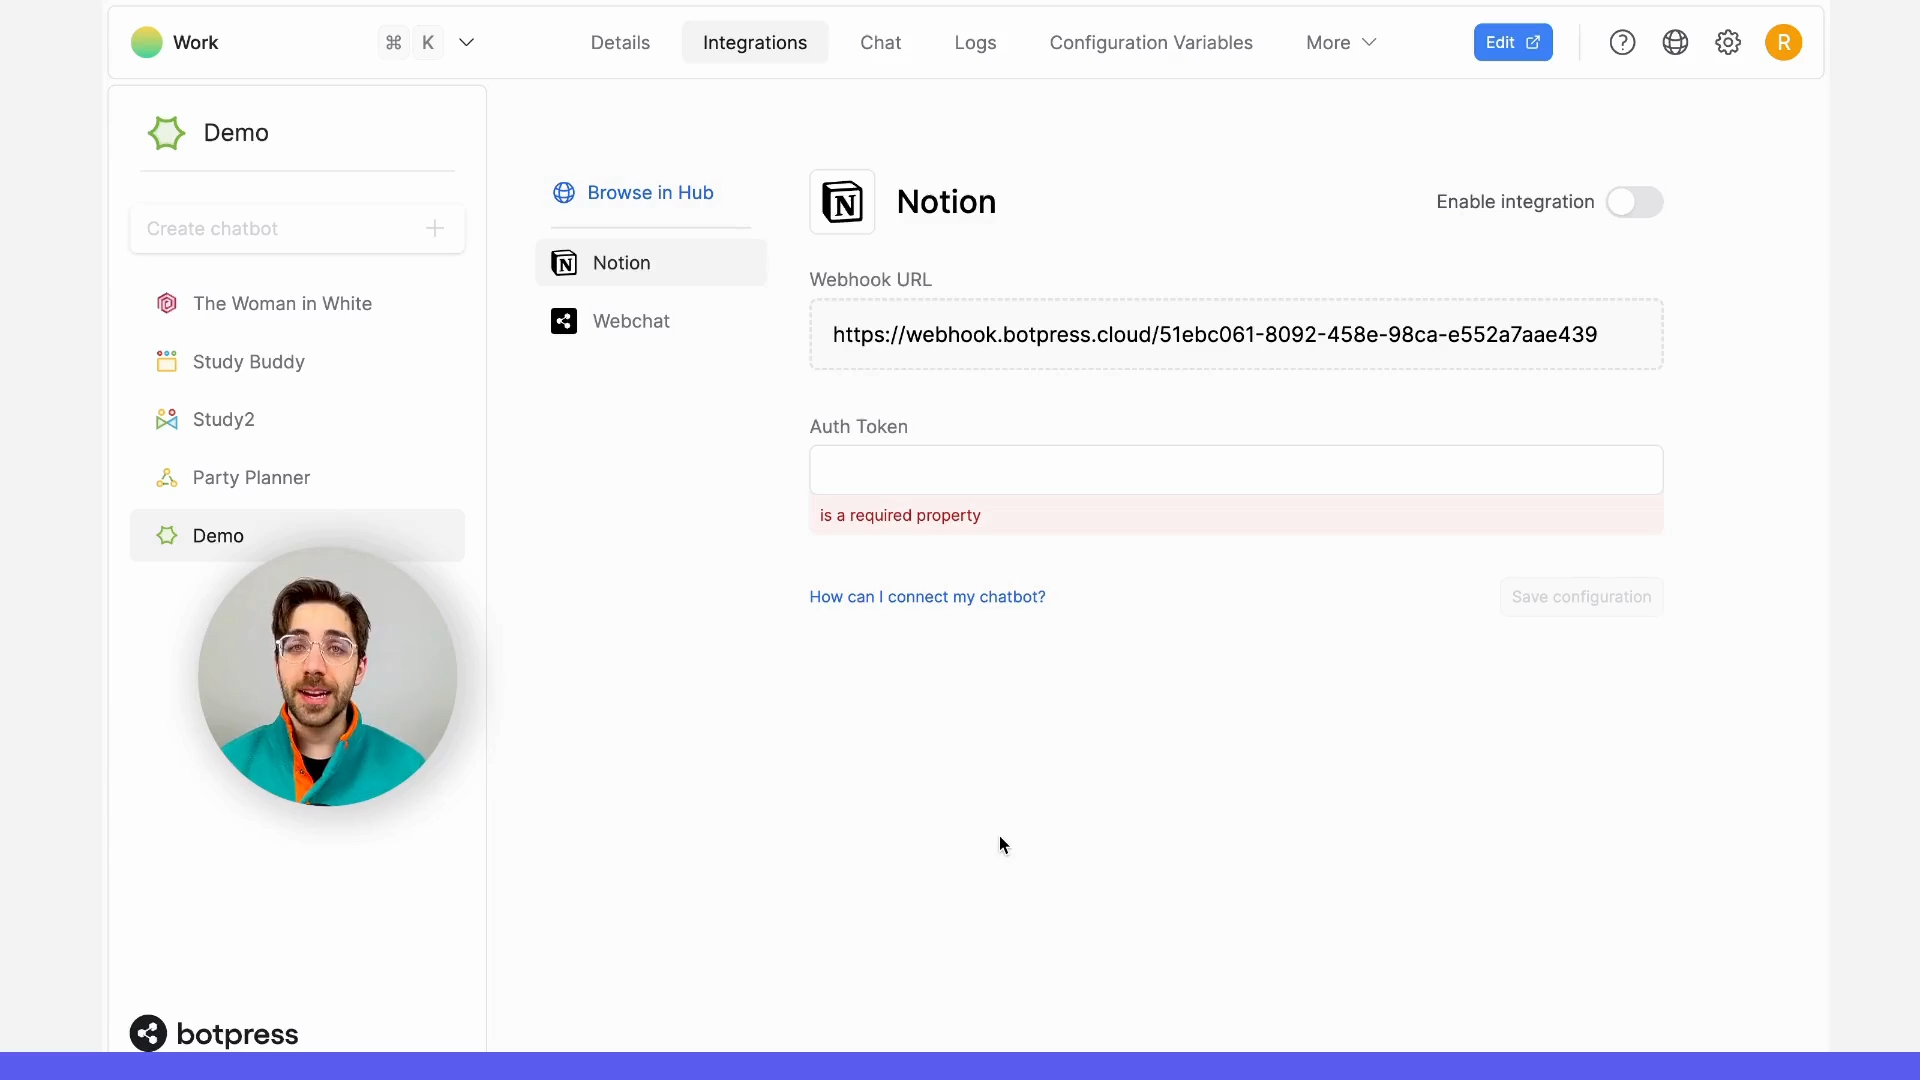 Work
⌘ K
Details
Integrations
Chat
Logs
Configuration Variables
More
Edit
R
Demo
Create chatbot
The Woman in White
Study Buddy
Study2
Party Planner
Demo
botpress
Browse in Hub
Notion
Webchat
Notion
Enable integration
Webhook URL
https://webhook.botpress.cloud/51ebc061-8092-458e-98ca-e552a7aae439
Auth Token
is a required property
How can I connect my chatbot?
Save configuration